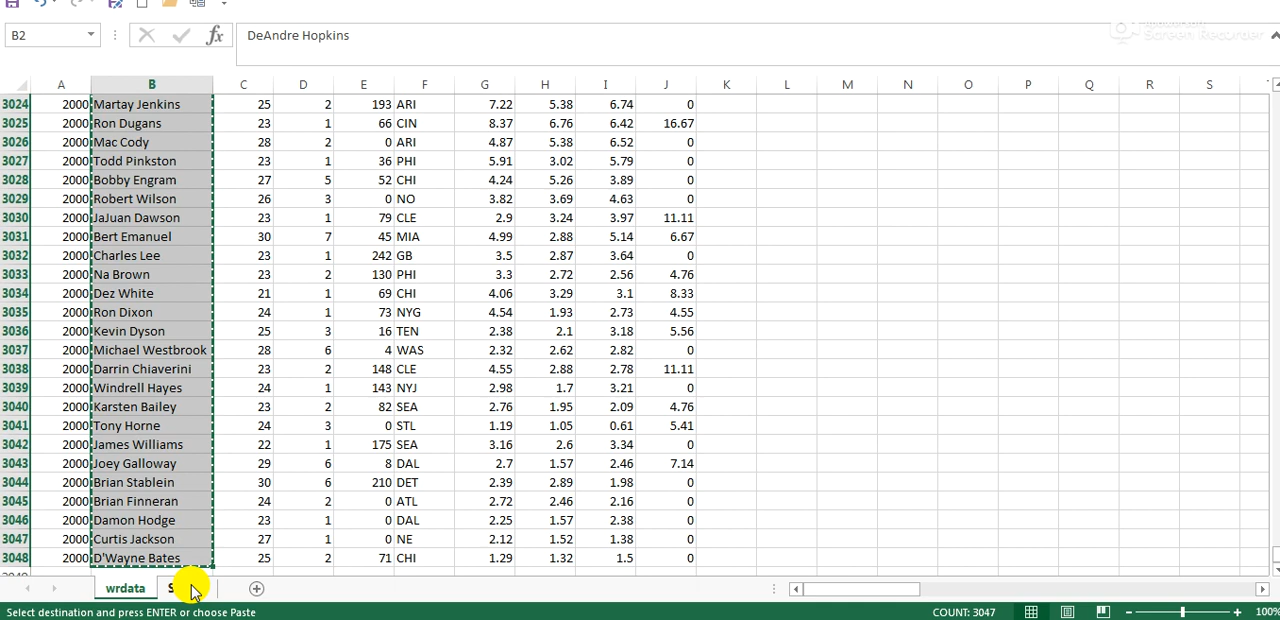 B2 fx DeAndre Hopkins
Screen Recorder
A B C D E F G H I J K L M N O P Q R S
3024 2000 Martay Jenkins 25 2 193 ARI 7.22 5.38 6.74 0
3025 2000 Ron Dugans 23 1 66 CIN 8.37 6.76 6.42 16.67
3026 2000 Mac Cody 28 2 0 ARI 4.87 5.38 6.52 0
3027 2000 Todd Pinkston 23 1 36 PHI 5.91 3.02 5.79 0
3028 2000 Bobby Engram 27 5 52 CHI 4.24 5.26 3.89 0
3029 2000 Robert Wilson 26 3 0 NO 3.82 3.69 4.63 0
3030 2000 JaJuan Dawson 23 1 79 CLE 2.9 3.24 3.97 11.11
3031 2000 Bert Emanuel 30 7 45 MIA 4.99 2.88 5.14 6.67
3032 2000 Charles Lee 23 1 242 GB 3.5 2.87 3.64 0
3033 2000 Na Brown 23 2 130 PHI 3.3 2.72 2.56 4.76
3034 2000 Dez White 21 1 69 CHI 4.06 3.29 3.1 8.33
3035 2000 Ron Dixon 24 1 73 NYG 4.54 1.93 2.73 4.55
3036 2000 Kevin Dyson 25 3 16 TEN 2.38 2.1 3.18 5.56
3037 2000 Michael Westbrook 28 6 4 WAS 2.32 2.62 2.82 0
3038 2000 Darrin Chiaverini 23 2 148 CLE 4.55 2.88 2.78 11.11
3039 2000 Windrell Hayes 24 1 143 NYJ 2.98 1.7 3.21 0
3040 2000 Karsten Bailey 23 2 82 SEA 2.76 1.95 2.09 4.76
3041 2000 Tony Horne 24 3 0 STL 1.19 1.05 0.61 5.41
3042 2000 James Williams 22 1 175 SEA 3.16 2.6 3.34 0
3043 2000 Joey Galloway 29 6 8 DAL 2.7 1.57 2.46 7.14
3044 2000 Brian Stablein 30 6 210 DET 2.39 2.89 1.98 0
3045 2000 Brian Finneran 24 2 0 ATL 2.72 2.46 2.16 0
3046 2000 Damon Hodge 23 1 0 DAL 2.25 1.57 2.38 0
3047 2000 Curtis Jackson 27 1 0 NE 2.12 1.52 1.38 0
3048 2000 D'Wayne Bates 25 2 71 CHI 1.29 1.32 1.5 0
wrdata
Select destination and press ENTER or choose Paste COUNT: 3047 100%